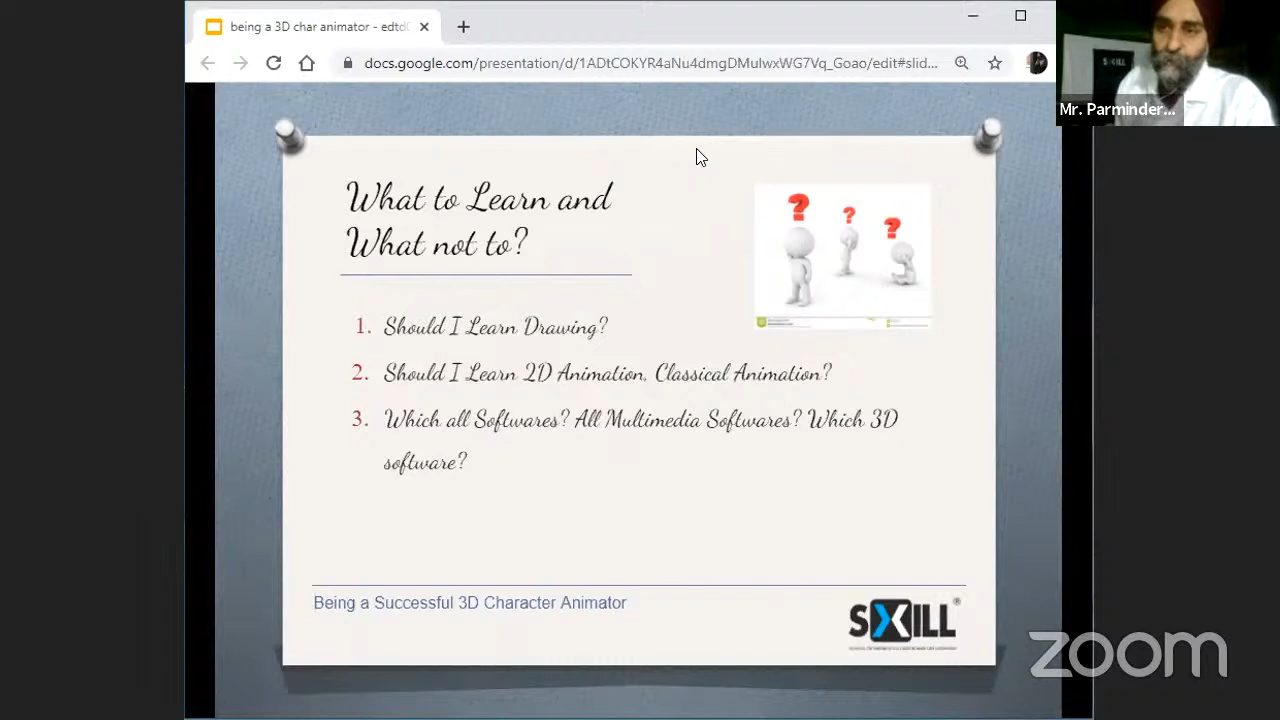 being a 3D char animator - edtd
docs.google.com/presentation/d/1ADtCOKYR4aNu4dmgDMulwxWG7Vq_Goao/edit#slid...
SXILL
Mr. Parminder...
What to Learn and
What not to?
? ? ?
1. Should I Learn Drawing?
2. Should I Learn 2D Animation, Classical Animation?
3. Which all Softwares? All Multimedia Softwares? Which 3D
software?
Being a Successful 3D Character Animator
SXILL®
zoom